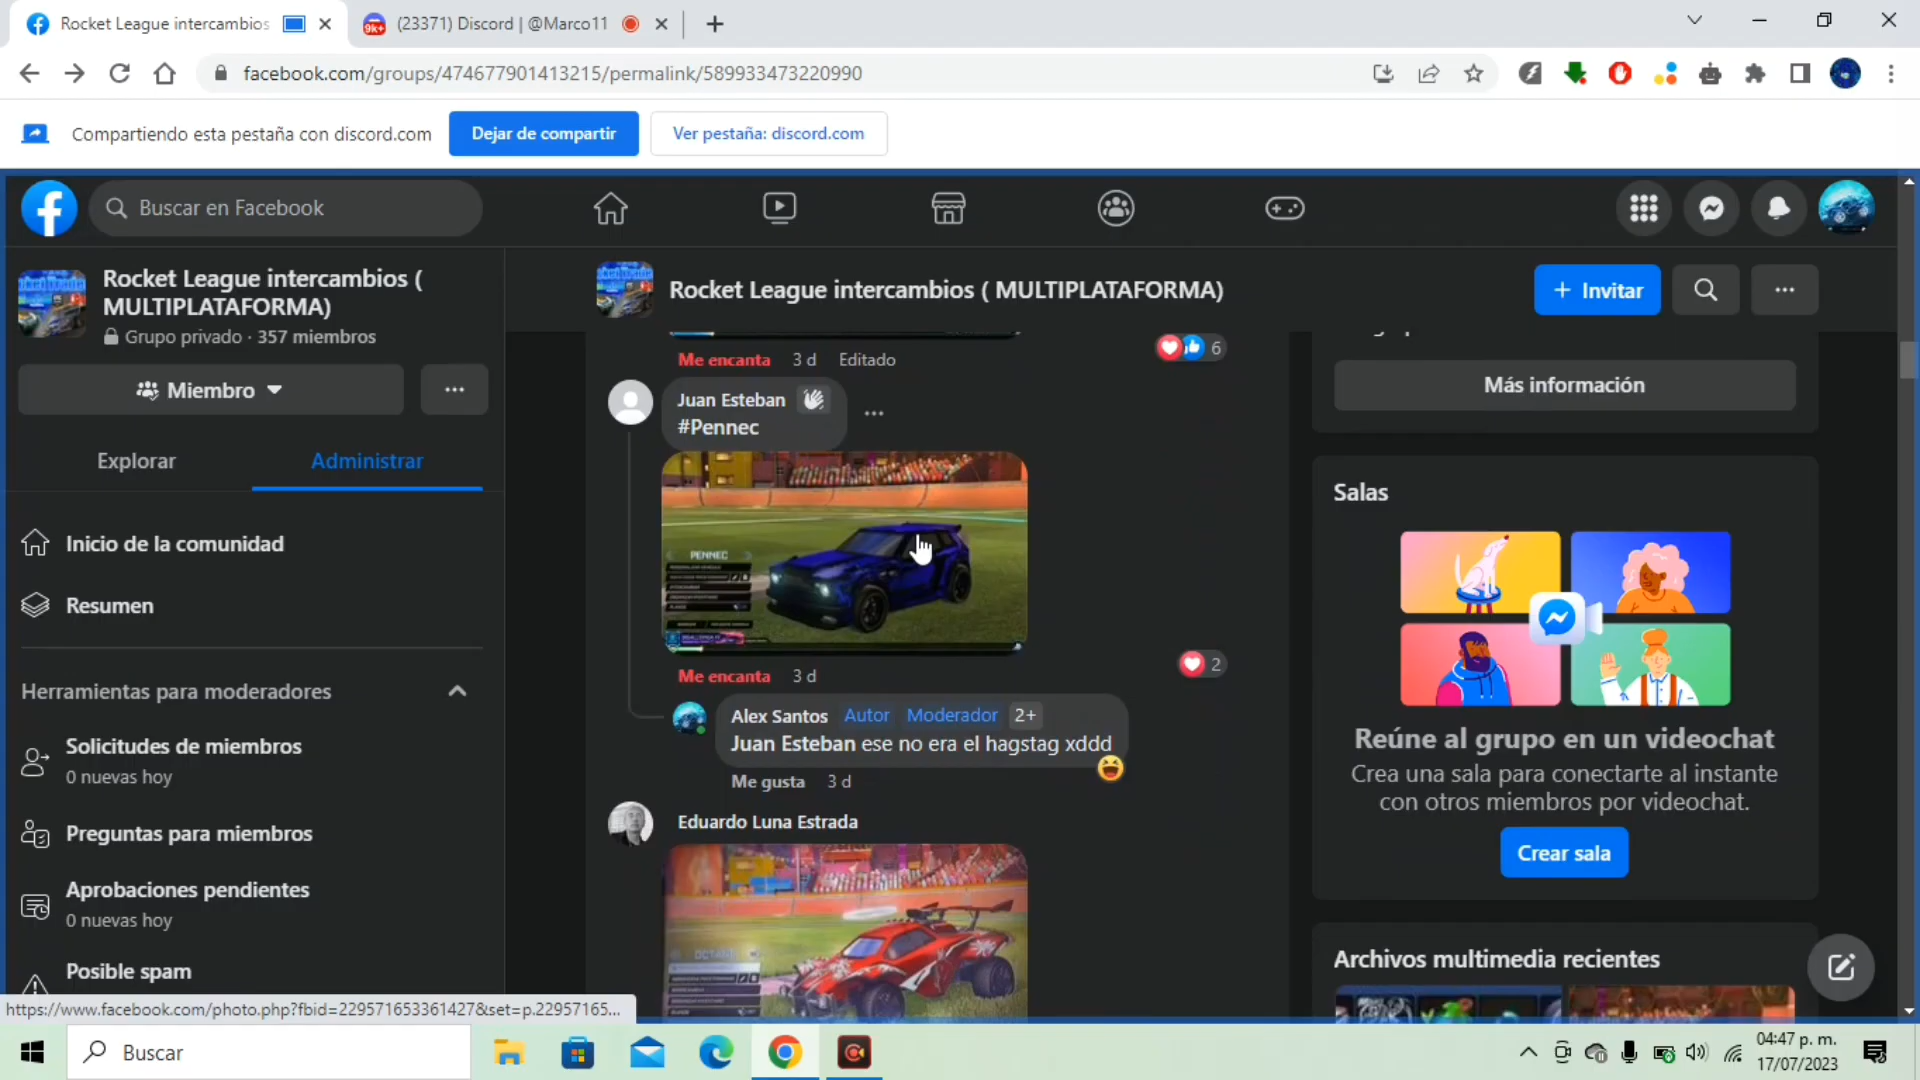 Rocket League intercambios
(23371) Discord | @Marco11
9k+
facebook.com/groups/474677901413215/permalink/589933473220990
Compartiendo esta pestaña con discord.com
Dejar de compartir
Ver pestaña: discord.com
Buscar en Facebook
Rocket League intercambios (
MULTIPLATAFORMA)
Grupo privado · 357 miembros
Miembro
Explorar
Administrar
Inicio de la comunidad
Resumen
Herramientas para moderadores
Solicitudes de miembros
0 nuevas hoy
Preguntas para miembros
Aprobaciones pendientes
0 nuevas hoy
Posible spam
https://www.facebook.com/photo.php?fbid=229571653361427&set=p.22957165...
Rocket League intercambios ( MULTIPLATAFORMA)
+ Invitar
Me encanta 3 d Editado
6
Juan Esteban
#Pennec
PENNEC
Me encanta 3 d
2
Alex Santos Autor Moderador 2+
Juan Esteban ese no era el hagstag xddd
Me gusta 3 d
Eduardo Luna Estrada
OCTANE
Más información
Salas
Reúne al grupo en un videochat
Crea una sala para conectarte al instante
con otros miembros por videochat.
Crear sala
Archivos multimedia recientes
Buscar
04:47 p. m.
17/07/2023